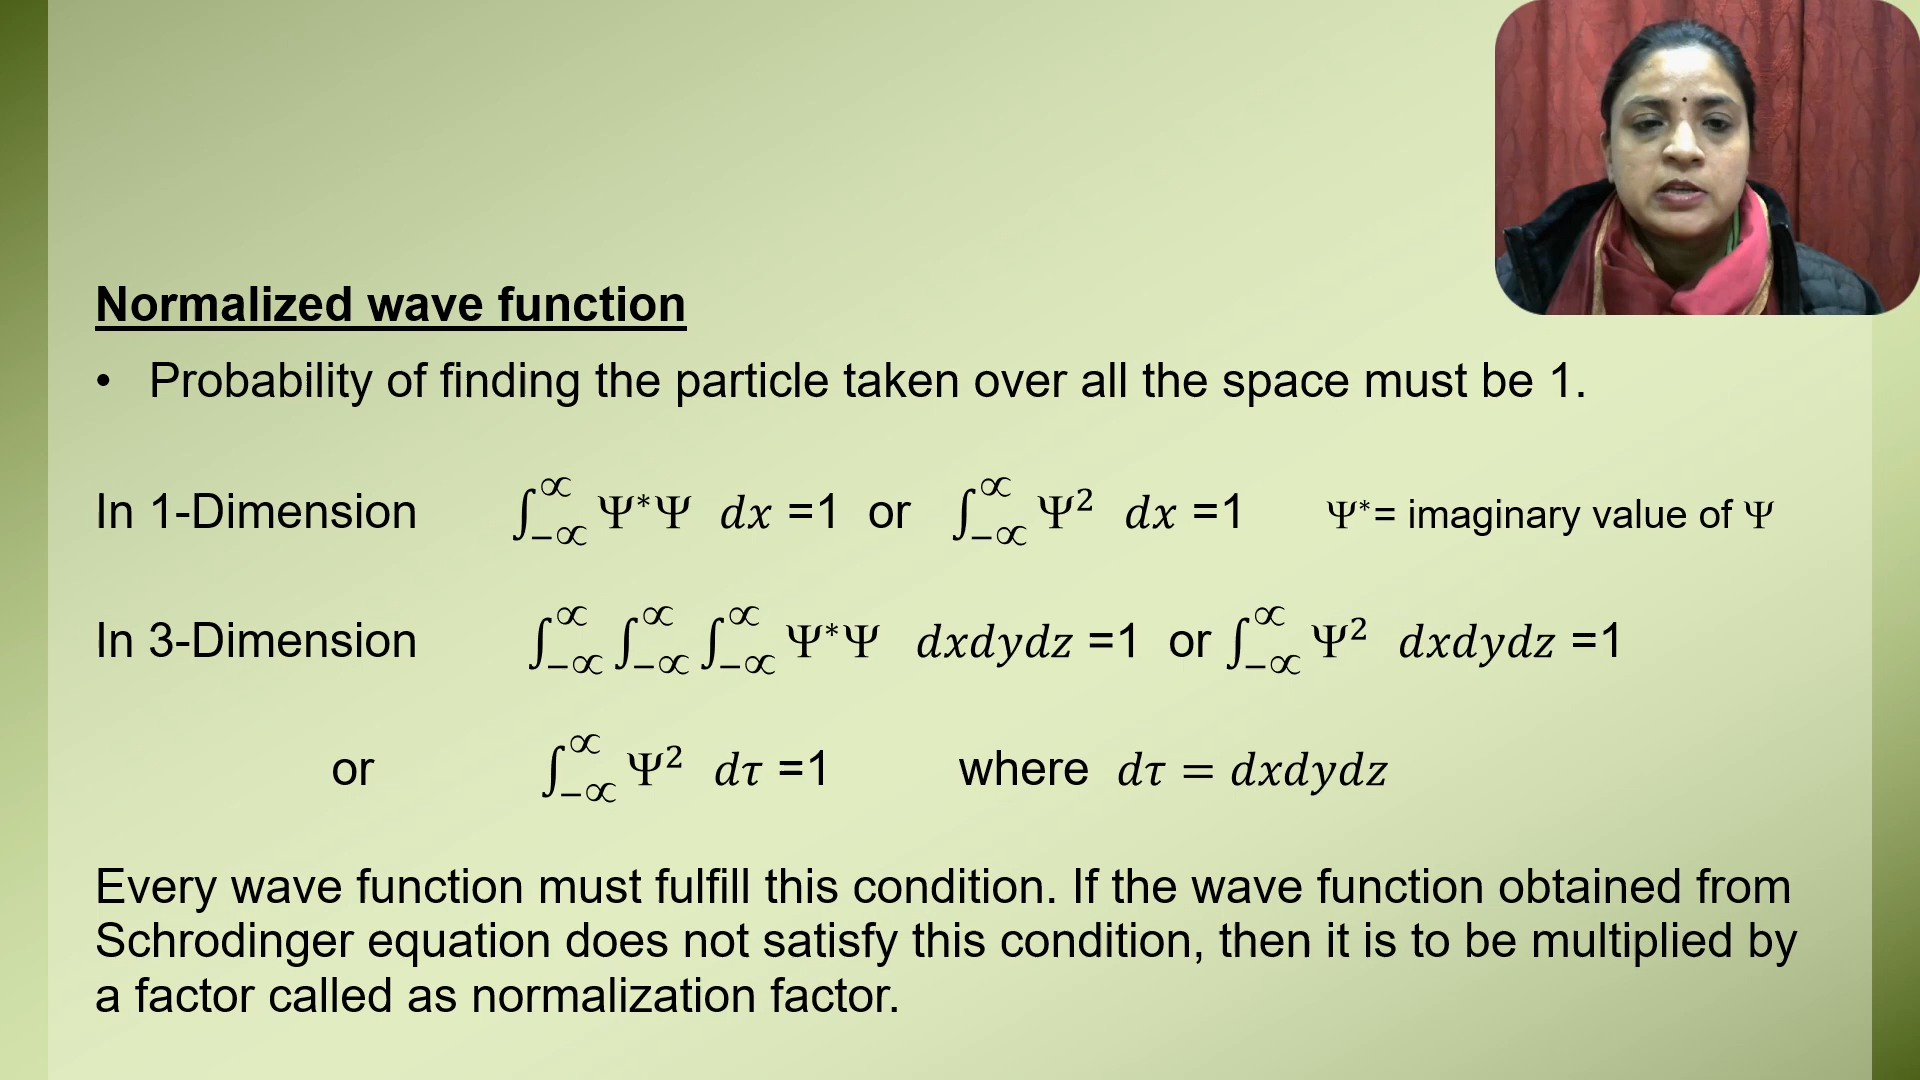 Normalized wave function
• Probability of finding the particle taken over all the space must be 1.
In 1-Dimension ∫_{−∝}^{∝} Ψ*Ψ dx =1 or ∫_{−∝}^{∝} Ψ² dx =1 Ψ*= imaginary value of Ψ
In 3-Dimension ∫_{−∝}^{∝} ∫_{−∝}^{∝} ∫_{−∝}^{∝} Ψ*Ψ dxdydz =1 or ∫_{−∝}^{∝} Ψ² dxdydz =1
or ∫_{−∝}^{∝} Ψ² dτ =1 where dτ = dxdydz
Every wave function must fulfill this condition. If the wave function obtained from
Schrodinger equation does not satisfy this condition, then it is to be multiplied by
a factor called as normalization factor.